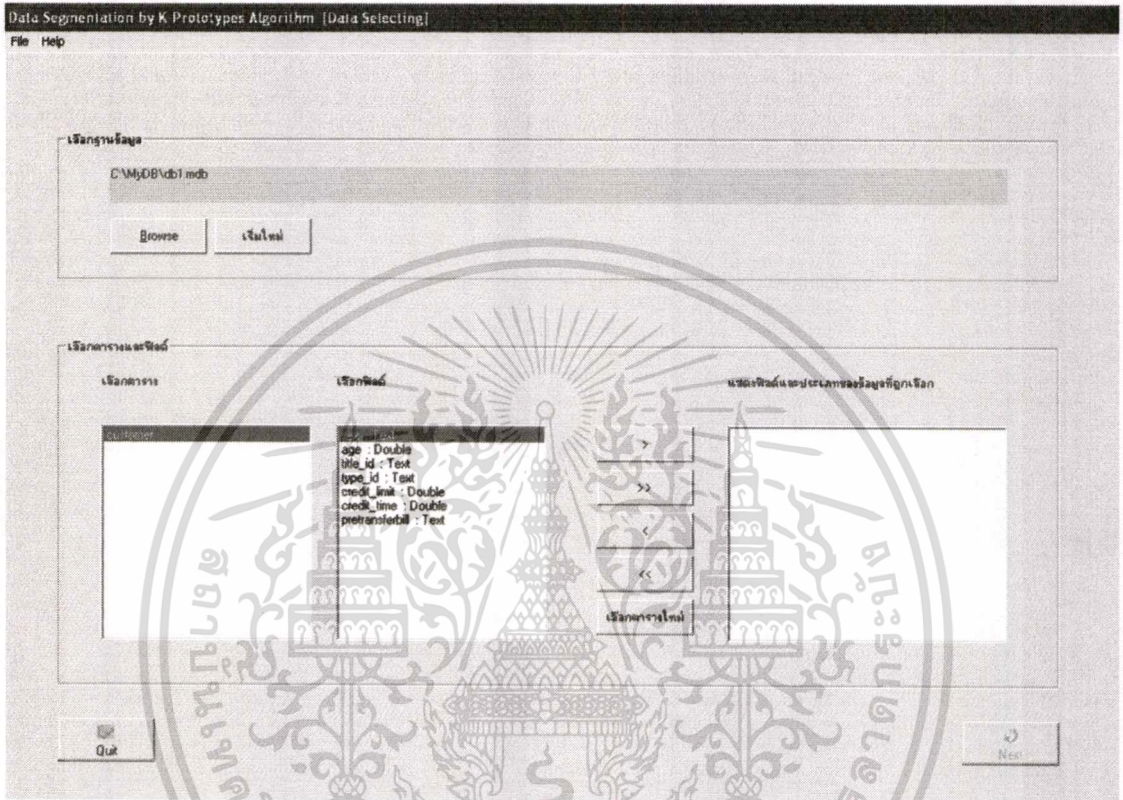 Data Segmentation by K Prototypes Algorithm [Data Selecting]
File Help
เลือกฐานข้อมูล
C:\MyDB\db1.mdb
Browse
เริ่มใหม่
เลือกตารางและฟิลด์
เลือกตาราง
เลือกฟิลด์
แสดงฟิลด์และประเภทของข้อมูลที่ถูกเลือก
customer
age : Double
title_id : Text
type_id : Text
credit_limit : Double
credit_time : Double
pretransferbill : Text
>
>>
<
<<
เลือกตารางใหม่
Quit
Next